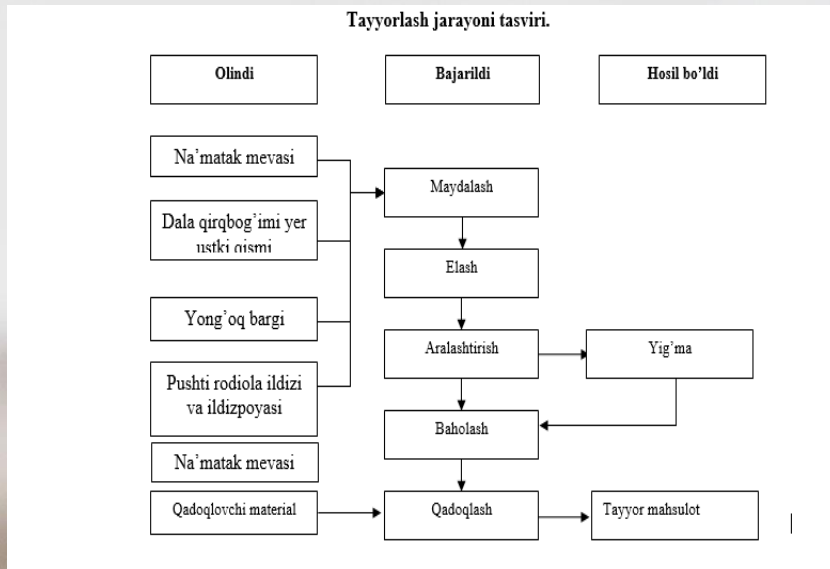 Tayyorlash jarayoni tasviri.
Olindi
Bajarildi
Hosil bo’ldi
Na’matak mevasi
Maydalash
Dala qirqbog’imi yer
ustki qismi
Elash
Yong’oq bargi
Aralashtirish
Yig’ma
Pushti rodiola ildizi
va ildizpoyasi
Baholash
Na’matak mevasi
Qadoqlovchi material
Qadoqlash
Tayyor mahsulot